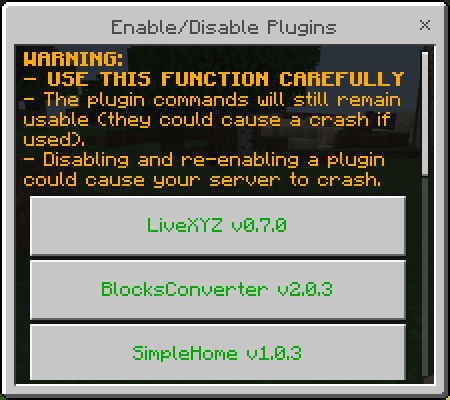 Enable/Disable Plugins
WARNING:
- USE THIS FUNCTION CAREFULLY
- The plugin commands will still remain
usable (they could cause a crash if
used).
- Disabling and re-enabling a plugin
could cause your server to crash.
LiveXYZ v0.7.0
BlocksConverter v2.0.3
SimpleHome v1.0.3